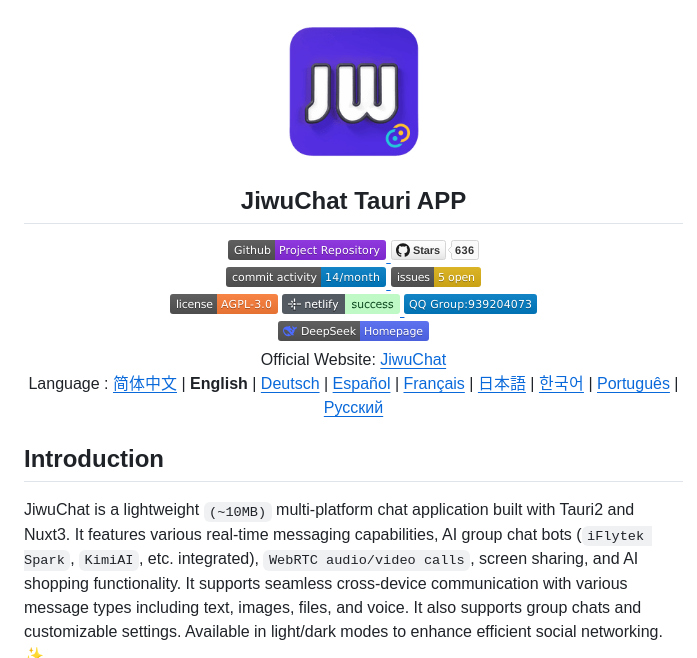 JW
JiwuChat Tauri APP
Github Project Repository Stars 636
commit activity 14/month issues 5 open
license AGPL-3.0 netlify success QQ Group:939204073
DeepSeek Homepage
Official Website: JiwuChat
Language : 简体中文 | English | Deutsch | Español | Français | 日本語 | 한국어 | Português |
Русский
Introduction
JiwuChat is a lightweight (~10MB) multi-platform chat application built with Tauri2 and
Nuxt3. It features various real-time messaging capabilities, AI group chat bots ( iFlytek
Spark , KimiAI , etc. integrated), WebRTC audio/video calls , screen sharing, and AI
shopping functionality. It supports seamless cross-device communication with various
message types including text, images, files, and voice. It also supports group chats and
customizable settings. Available in light/dark modes to enhance efficient social networking.
✨